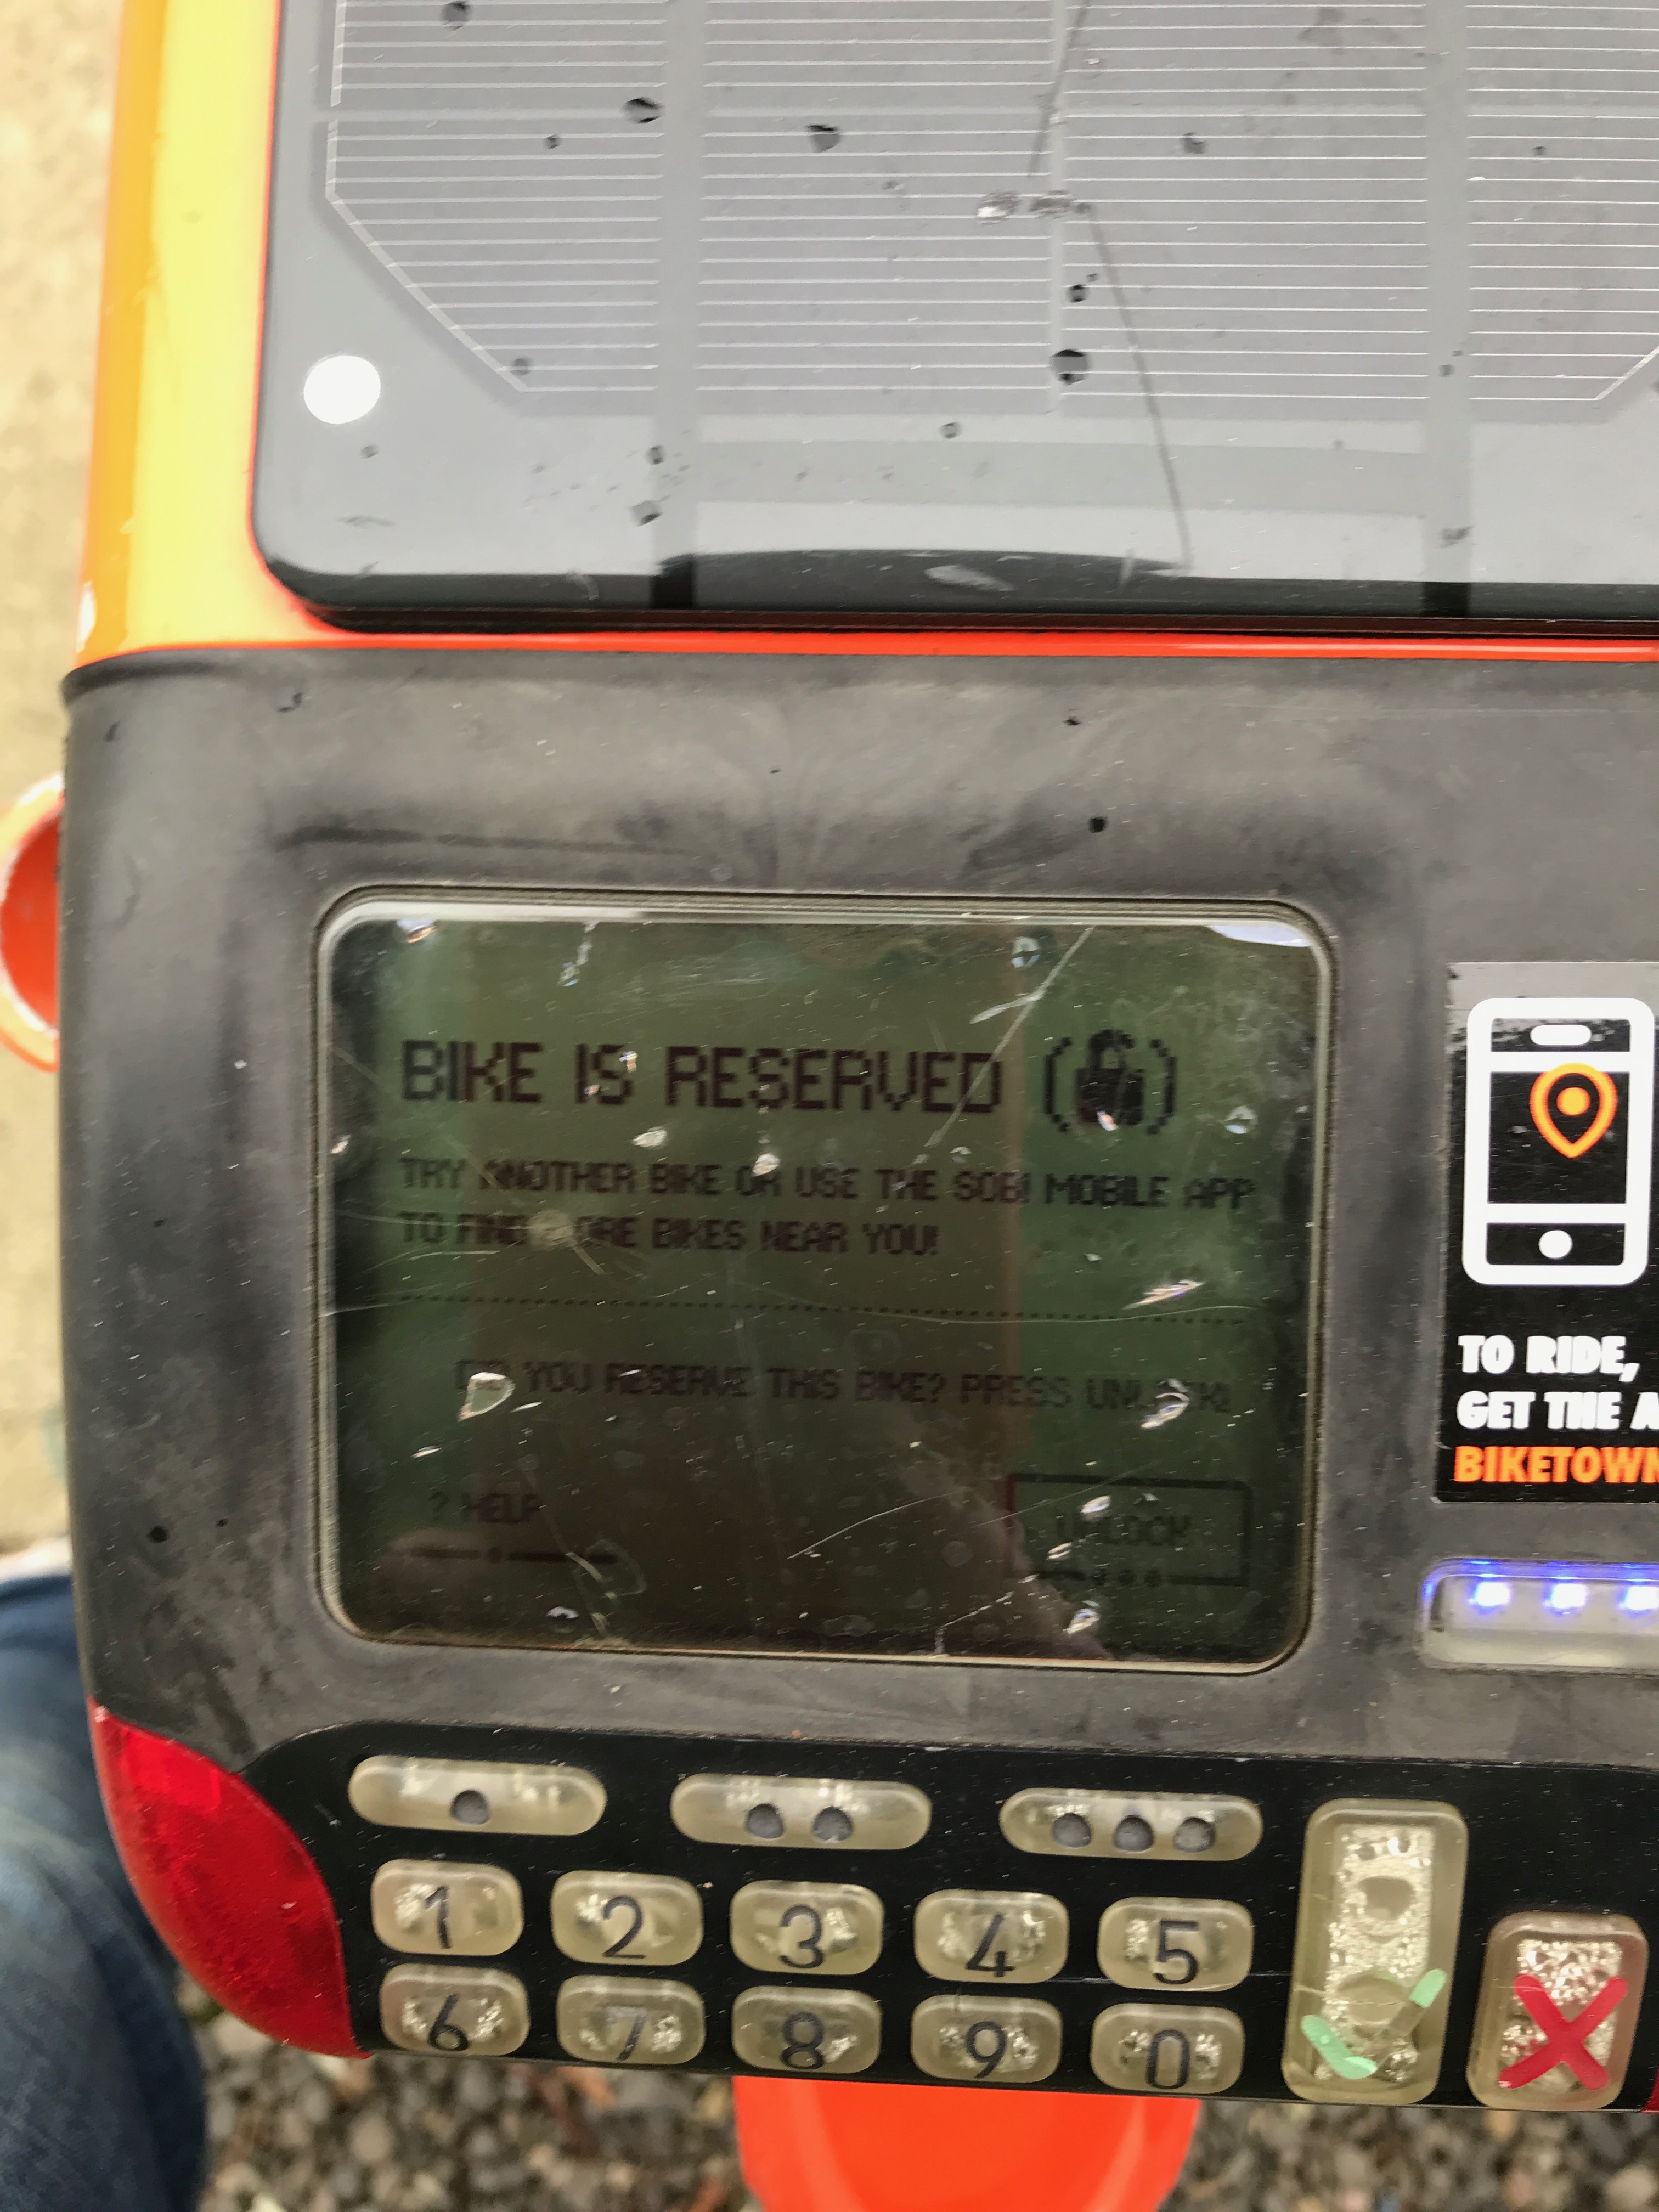 BIKE IS RESERVED
TRY ANOTHER BIKE OR USE THE SOBI MOBILE APP
TO FIND MORE BIKES NEAR YOU!
DID YOU RESERVE THIS BIKE? PRESS UNLOCK!
? HELP
UNLOCK
TO RIDE,
GET THE A
BIKETOWN
1 2 3 4 5
6 7 8 9 0